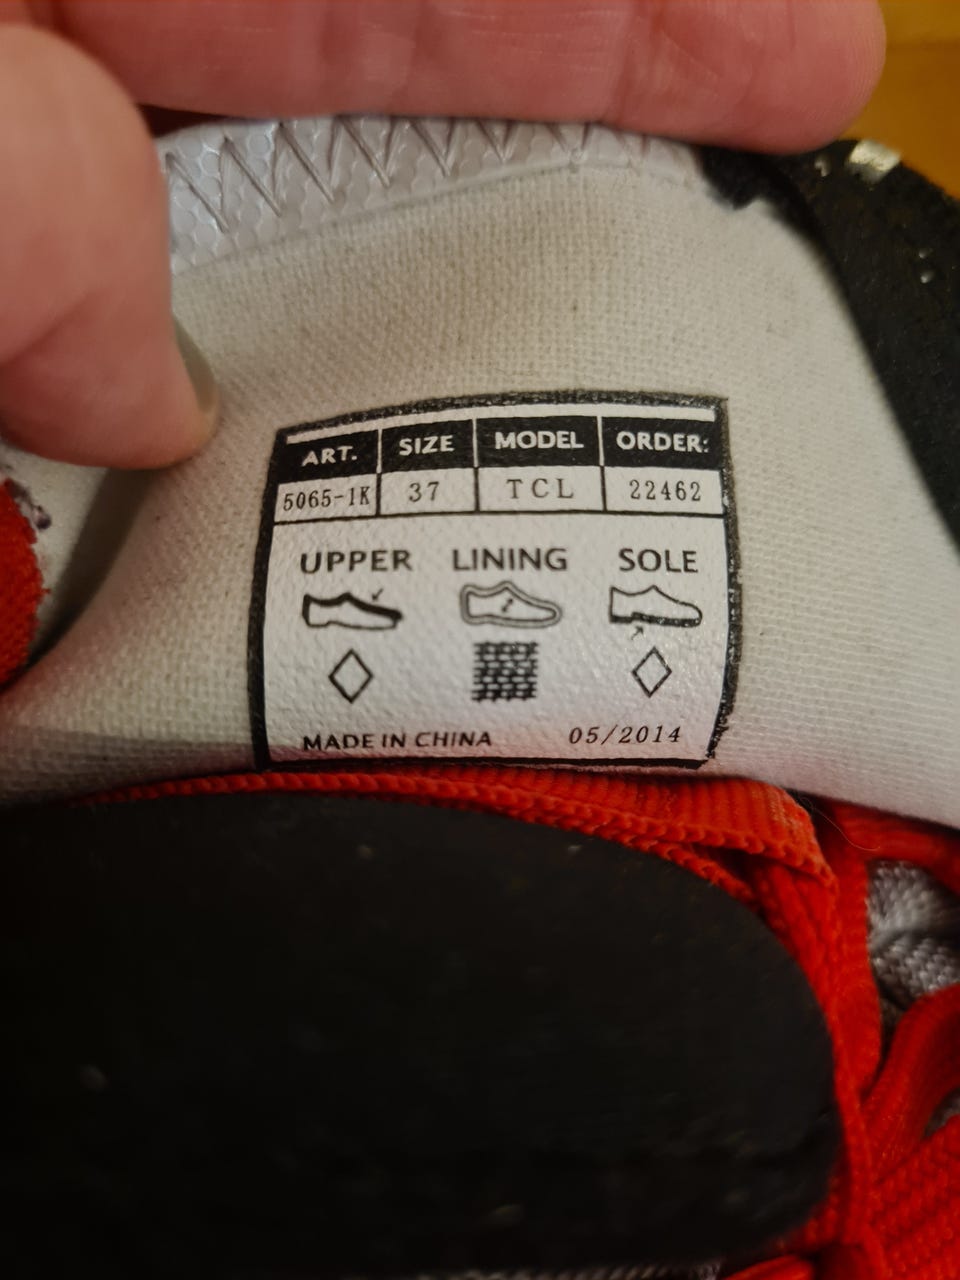 ART. SIZE MODEL ORDER:
5065-1K 37 TCL 22462
UPPER LINING SOLE
MADE IN CHINA 05/2014